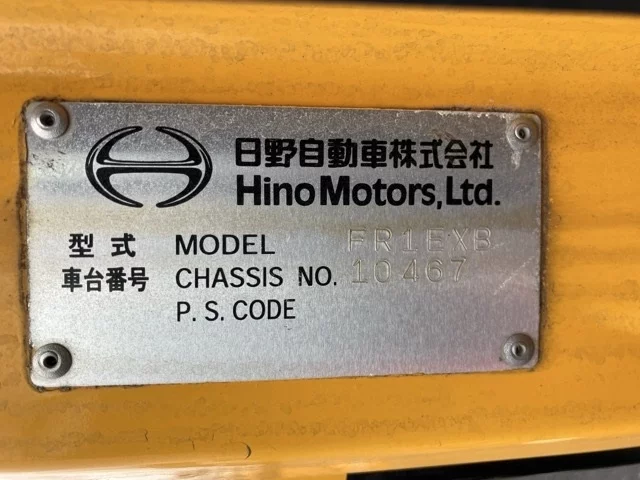 日野自動車株式会社
Hino Motors, Ltd.
型式 MODEL FR1EXB
車台番号 CHASSIS NO. 10467
P. S. CODE